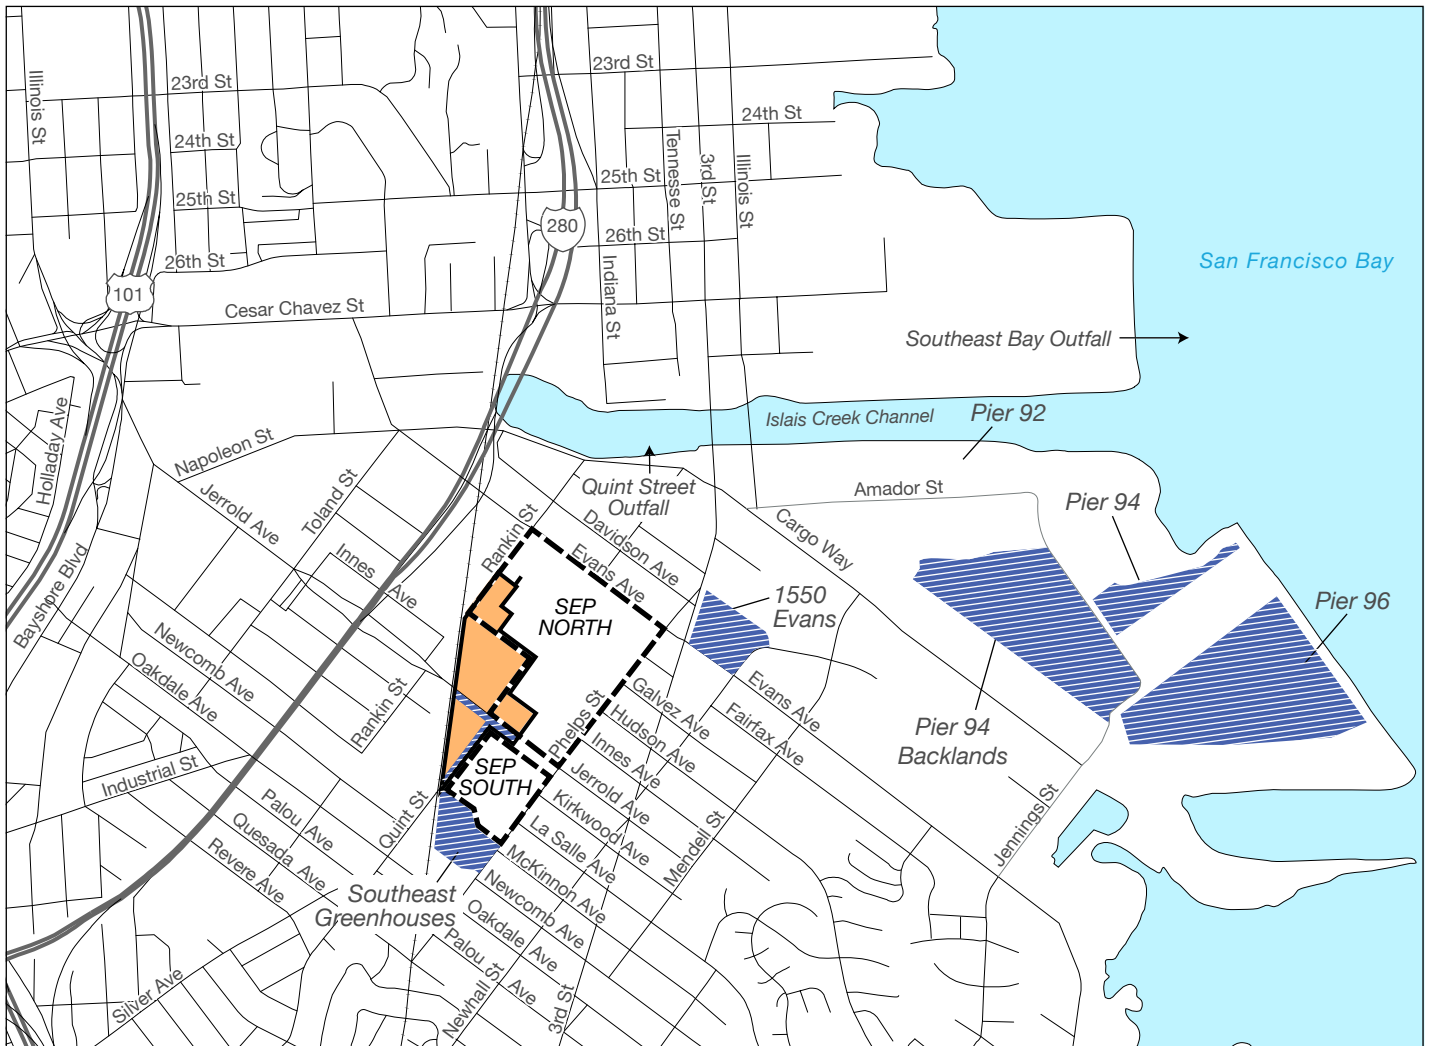 Illinois St
23rd St
24th St
25th St
26th St
101
Cesar Chavez St
280
23rd St
24th St
Tennesse St
3rd St
Illinois St
25th St
26th St
Indiana St
San Francisco Bay
Southeast Bay Outfall
Islais Creek Channel
Pier 92
Holladay Ave
Napoleon St
Jerrold Ave
Toland St
Innes Ave
Bayshore Blvd
Rankin St
Quint Street
Outfall
Davidson Ave
Evans Ave
Cargo Way
Amador St
Pier 94
1550
Evans
Pier 96
SEP
NORTH
Newcomb Ave
Oakdale Ave
Rankin St
Phelps St
Galvez Ave
Hudson Ave
Innes Ave
Evans Ave
Fairfax Ave
Pier 94
Backlands
SEP
SOUTH
Industrial St
Quint St
Palou Ave
Quesada Ave
Revere Ave
Jerrold Ave
Kirkwood Ave
La Salle Ave
McKinnon Ave
Mendell St
Jennings St
Southeast
Greenhouses
Newcomb Ave
Oakdale Ave
Palou Ave
Silver Ave
Newhall St
3rd St